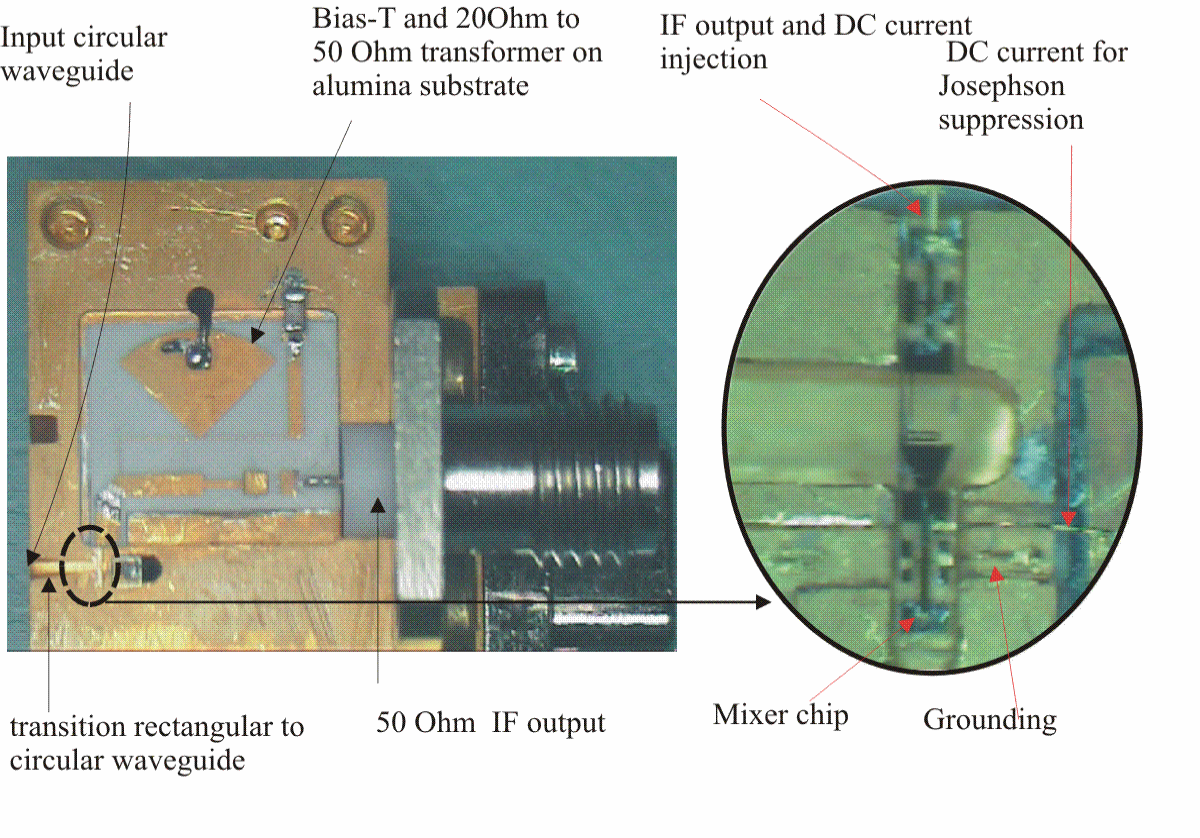 Input circular
waveguide
Bias-T and 20Ohm to
50 Ohm transformer on
alumina substrate
IF output and DC current
injection
DC current for
Josephson
suppression
transition rectangular to
circular waveguide
50 Ohm  IF output
Mixer chip
Grounding